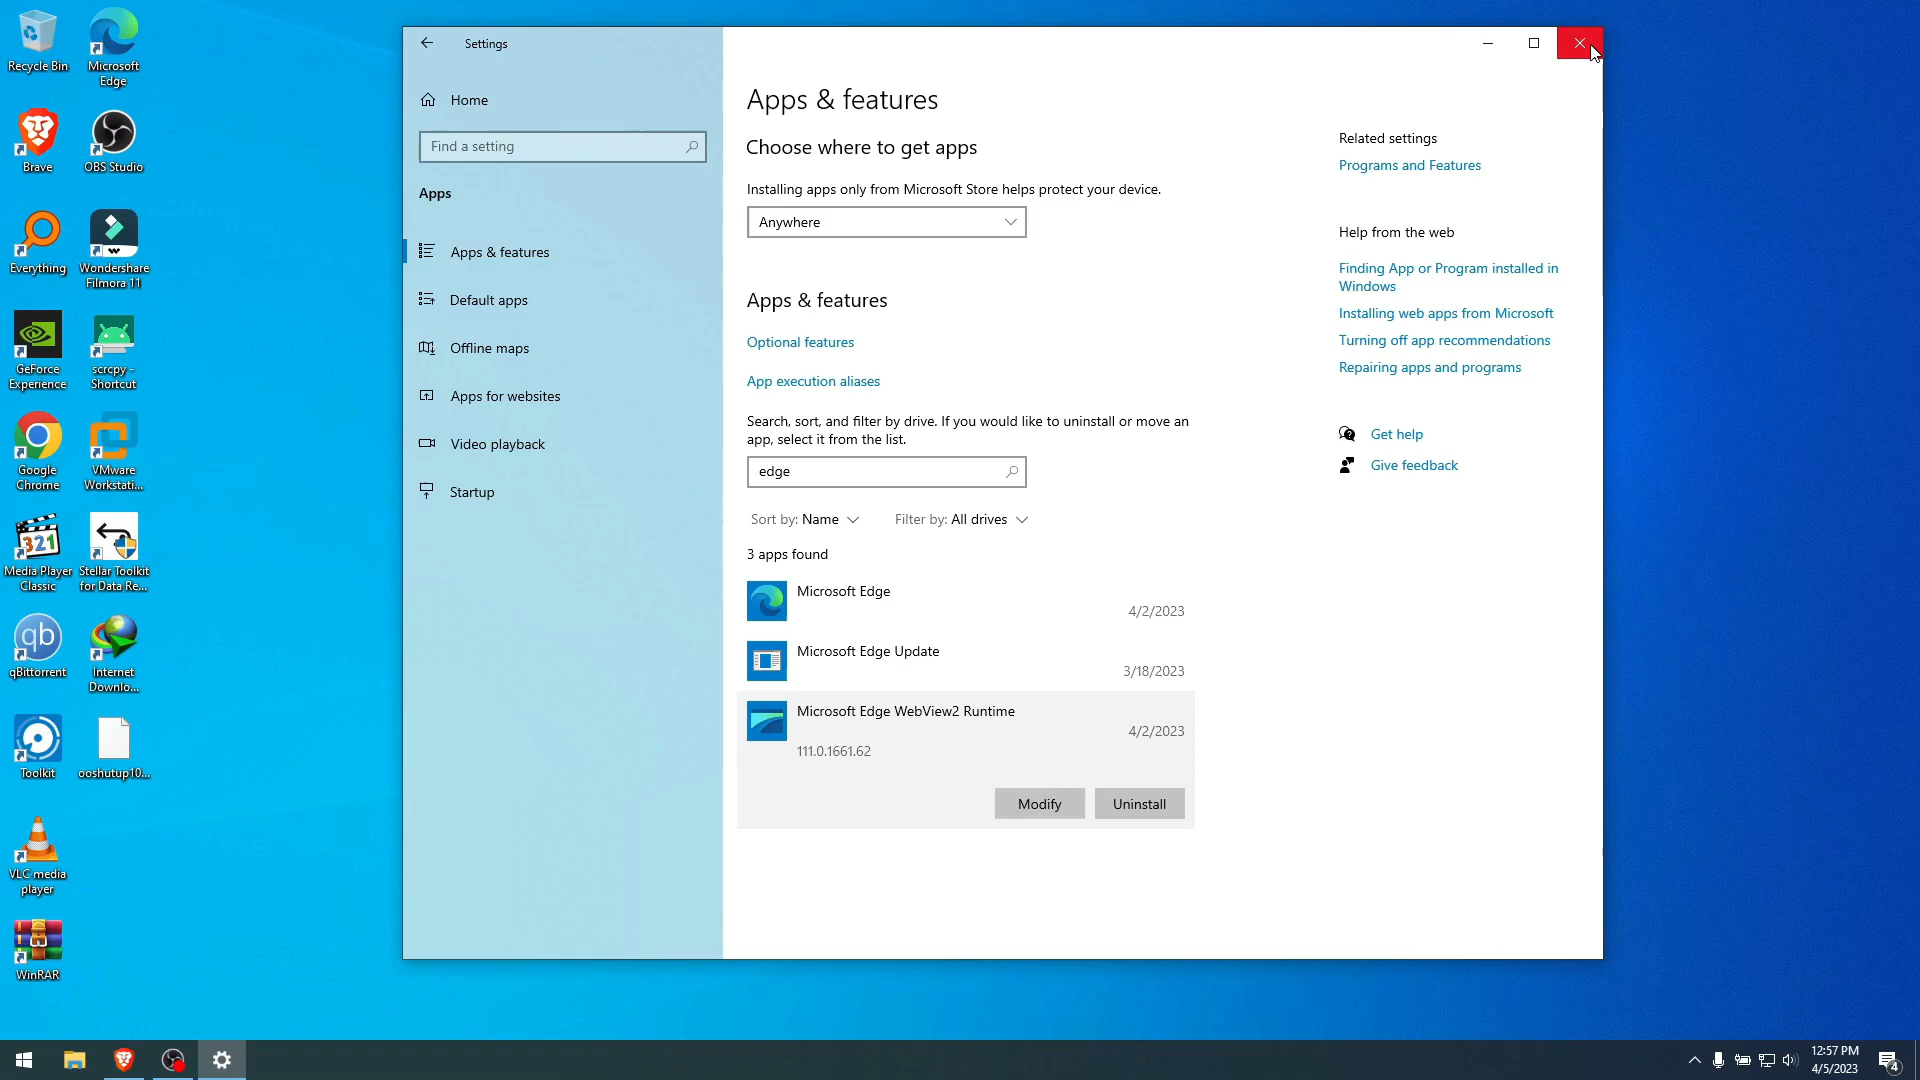 Recycle Bin
Microsoft
Edge
Brave
OBS Studio
Everything
Wondershare
Filmora 11
GeForce
Experience
scrcpy -
Shortcut
Google
Chrome
VMware
Workstati...
Media Player
Classic
Stellar Toolkit
for Data Re...
qBittorrent
Internet
Downlo...
Toolkit
ooshutup10...
VLC media
player
WinRAR
Settings
Home
Find a setting
Apps
Apps & features
Default apps
Offline maps
Apps for websites
Video playback
Startup
Apps & features
Choose where to get apps
Installing apps only from Microsoft Store helps protect your device.
Anywhere
Apps & features
Optional features
App execution aliases
Search, sort, and filter by drive. If you would like to uninstall or move an
app, select it from the list.
edge
Sort by: Name
Filter by: All drives
3 apps found
Microsoft Edge
4/2/2023
Microsoft Edge Update
3/18/2023
Microsoft Edge WebView2 Runtime
4/2/2023
111.0.1661.62
Modify
Uninstall
Related settings
Programs and Features
Help from the web
Finding App or Program installed in
Windows
Installing web apps from Microsoft
Turning off app recommendations
Repairing apps and programs
Get help
Give feedback
12:57 PM
4/5/2023
4